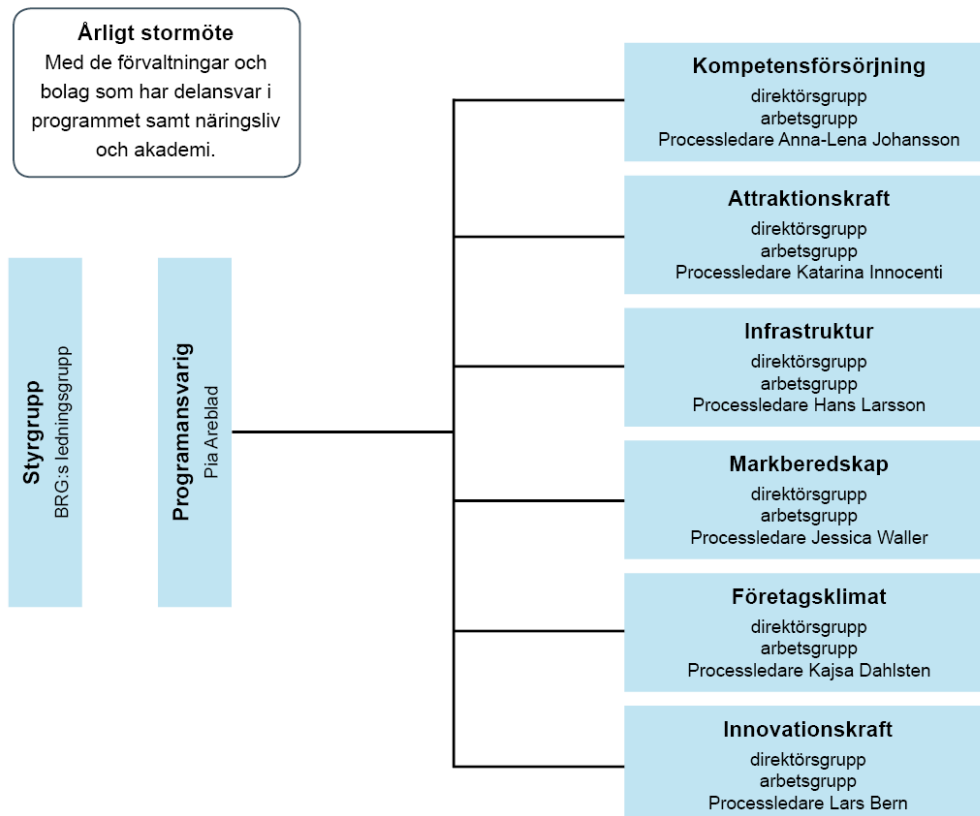 Årligt stormöte
Med de förvaltningar och
bolag som har delansvar i
programmet samt näringsliv
och akademi.
Styrgrupp
BRG:s ledningsgrupp
Programansvarig
Pia Areblad
Kompetensförsörjning
direktörsgrupp
arbetsgrupp
Processledare Anna-Lena Johansson
Attraktionskraft
direktörsgrupp
arbetsgrupp
Processledare Katarina Innocenti
Infrastruktur
direktörsgrupp
arbetsgrupp
Processledare Hans Larsson
Markberedskap
direktörsgrupp
arbetsgrupp
Processledare Jessica Waller
Företagsklimat
direktörsgrupp
arbetsgrupp
Processledare Kajsa Dahlsten
Innovationskraft
direktörsgrupp
arbetsgrupp
Processledare Lars Bern